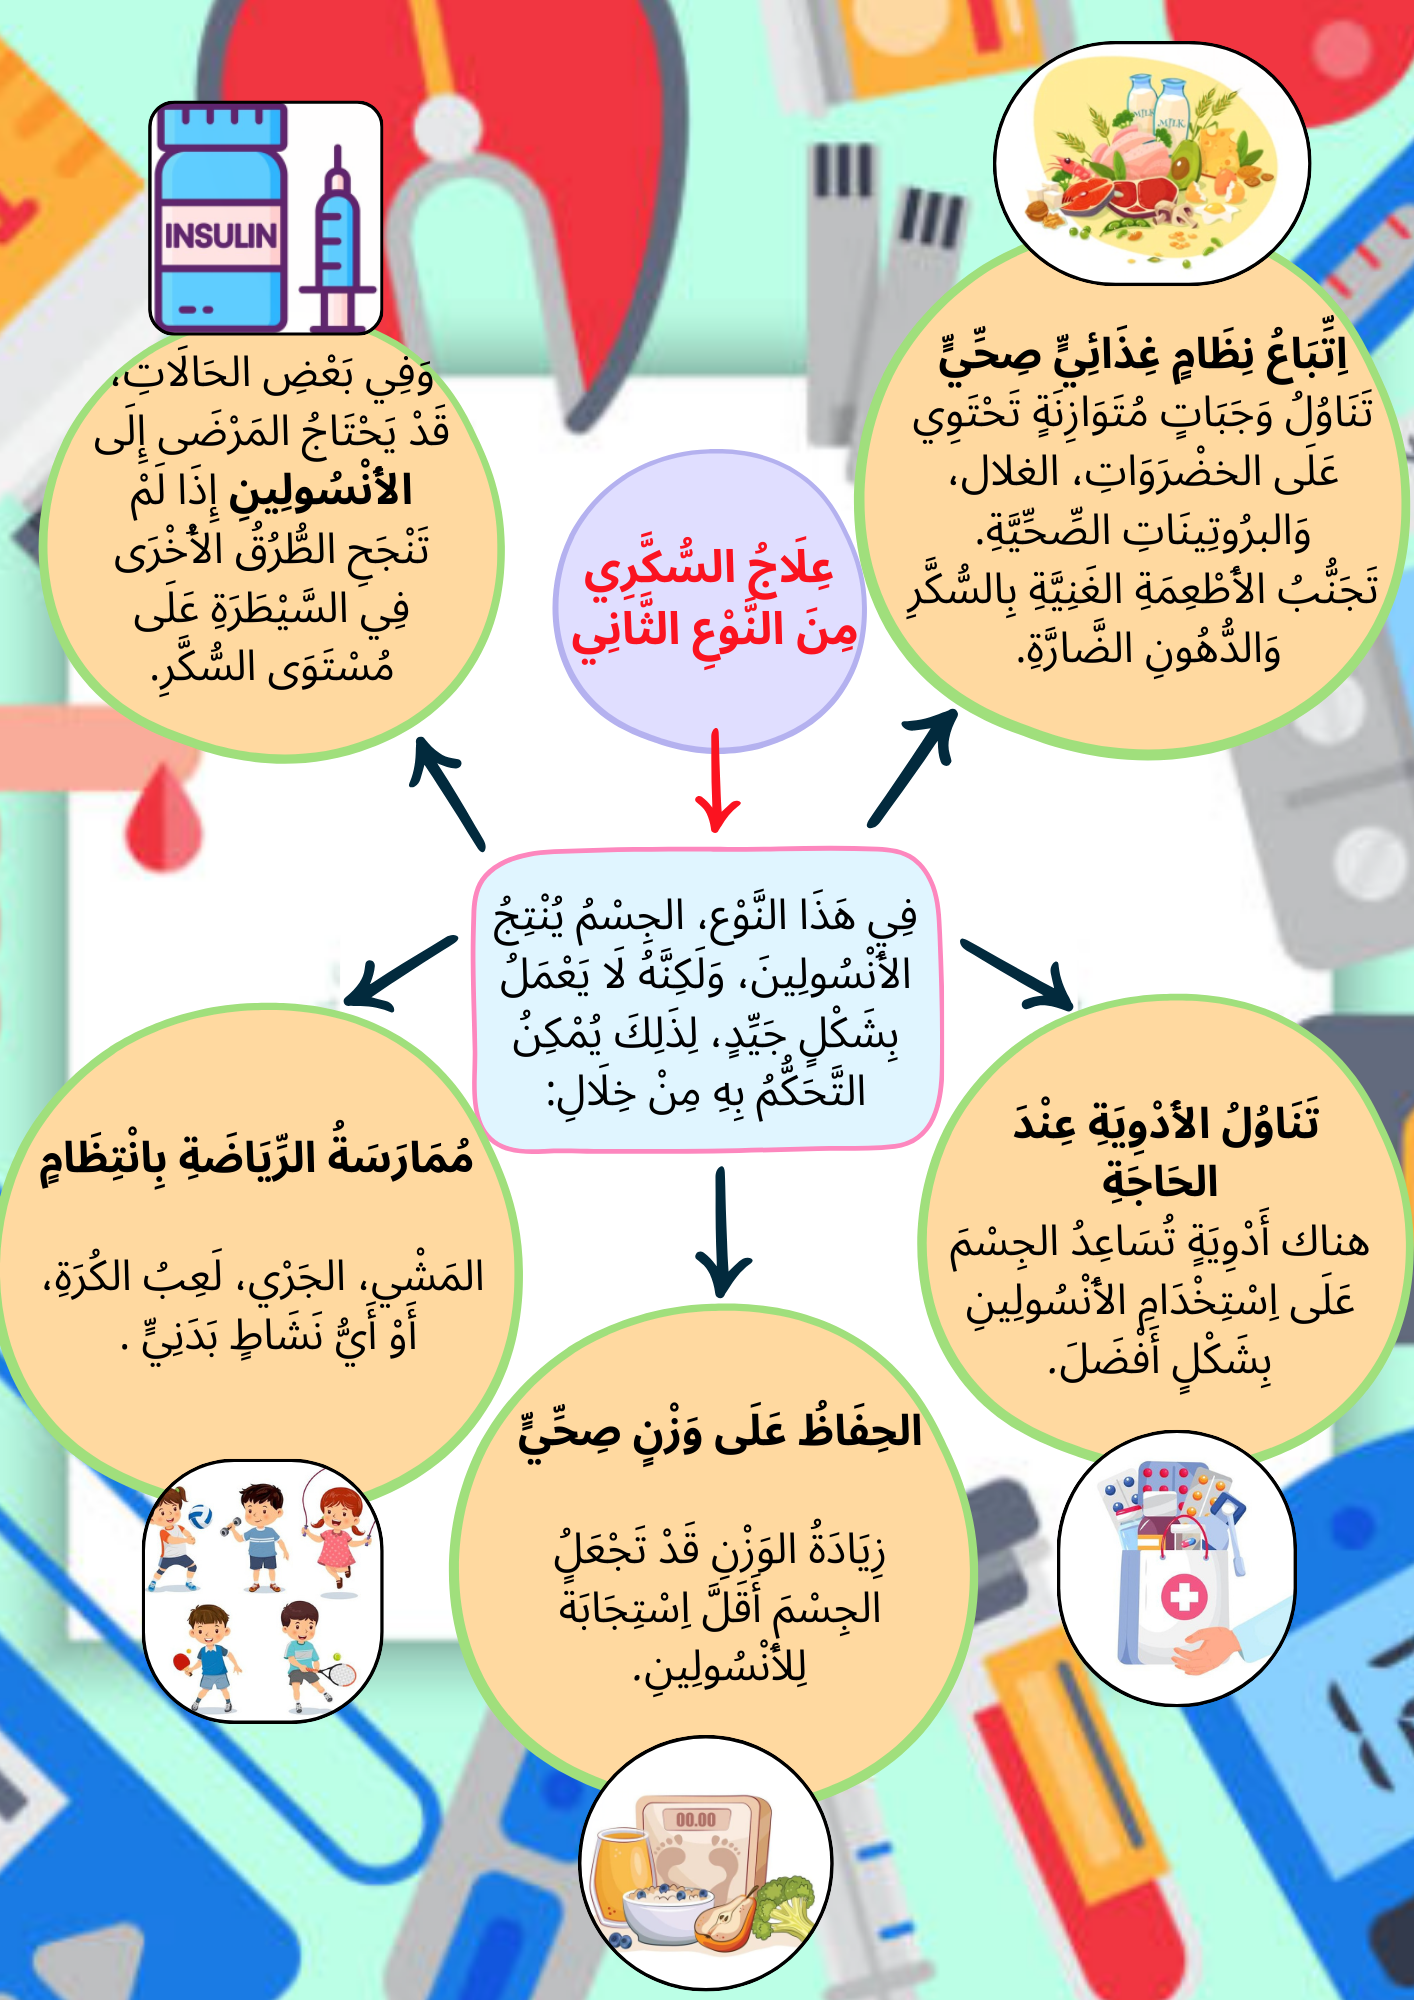 عِلَاجُ السُّكَّرِي
مِنَ النَّوْعِ الثَّانِي
فِي هَذَا النَّوْع، الجِسْمُ يُنْتِجُ
الأَنْسُولِينَ، وَلَكِنَّهُ لَا يَعْمَلُ
بِشَكْلٍ جَيِّدٍ، لِذَلِكَ يُمْكِنُ
التَّحَكُّمُ بِهِ مِنْ خِلَالِ:
اِتِّبَاعُ نِظَامٍ غِذَائِيٍّ صِحِّيٍّ
تَنَاوُلُ وَجَبَاتٍ مُتَوَازِنَةٍ تَحْتَوِي
عَلَى الخضْرَوَاتِ، الغلال،
وَالبرُوتِينَاتِ الصِّحِّيَّةِ.
تَجَنُّبُ الأَطْعِمَةِ الغَنِيَّةِ بِالسُّكَّرِ
وَالدُّهُونِ الضَّارَّةِ.
تَنَاوُلُ الأَدْوِيَةِ عِنْدَ
الحَاجَةِ
هناك أَدْوِيَةٍ تُسَاعِدُ الجِسْمَ
عَلَى اِسْتِخْدَامِ الأَنْسُولِينِ
بِشَكْلٍ أَفْضَلَ.
الحِفَاظُ عَلَى وَزْنٍ صِحِّيٍّ
زِيَادَةُ الوَزْنِ قَدْ تَجْعَلُ
الجِسْمَ أَقَلَّ اِسْتِجَابَةً
لِلأَنْسُولِينِ.
مُمَارَسَةُ الرِّيَاضَةِ بِانْتِظَامٍ
المَشْي، الجَرْي، لَعِبُ الكُرَةِ،
أَوْ أَيُّ نَشَاطٍ بَدَنِيٍّ .
وَفِي بَعْضِ الحَالَاتِ،
قَدْ يَحْتَاجُ المَرْضَى إِلَى
الأَنْسُولِينِ إِذَا لَمْ
تَنْجَحِ الطُّرُقُ الأُخْرَى
فِي السَّيْطَرَةِ عَلَى
مُسْتَوَى السُّكَّرِ.
INSULIN
MILK
MILK
00.00